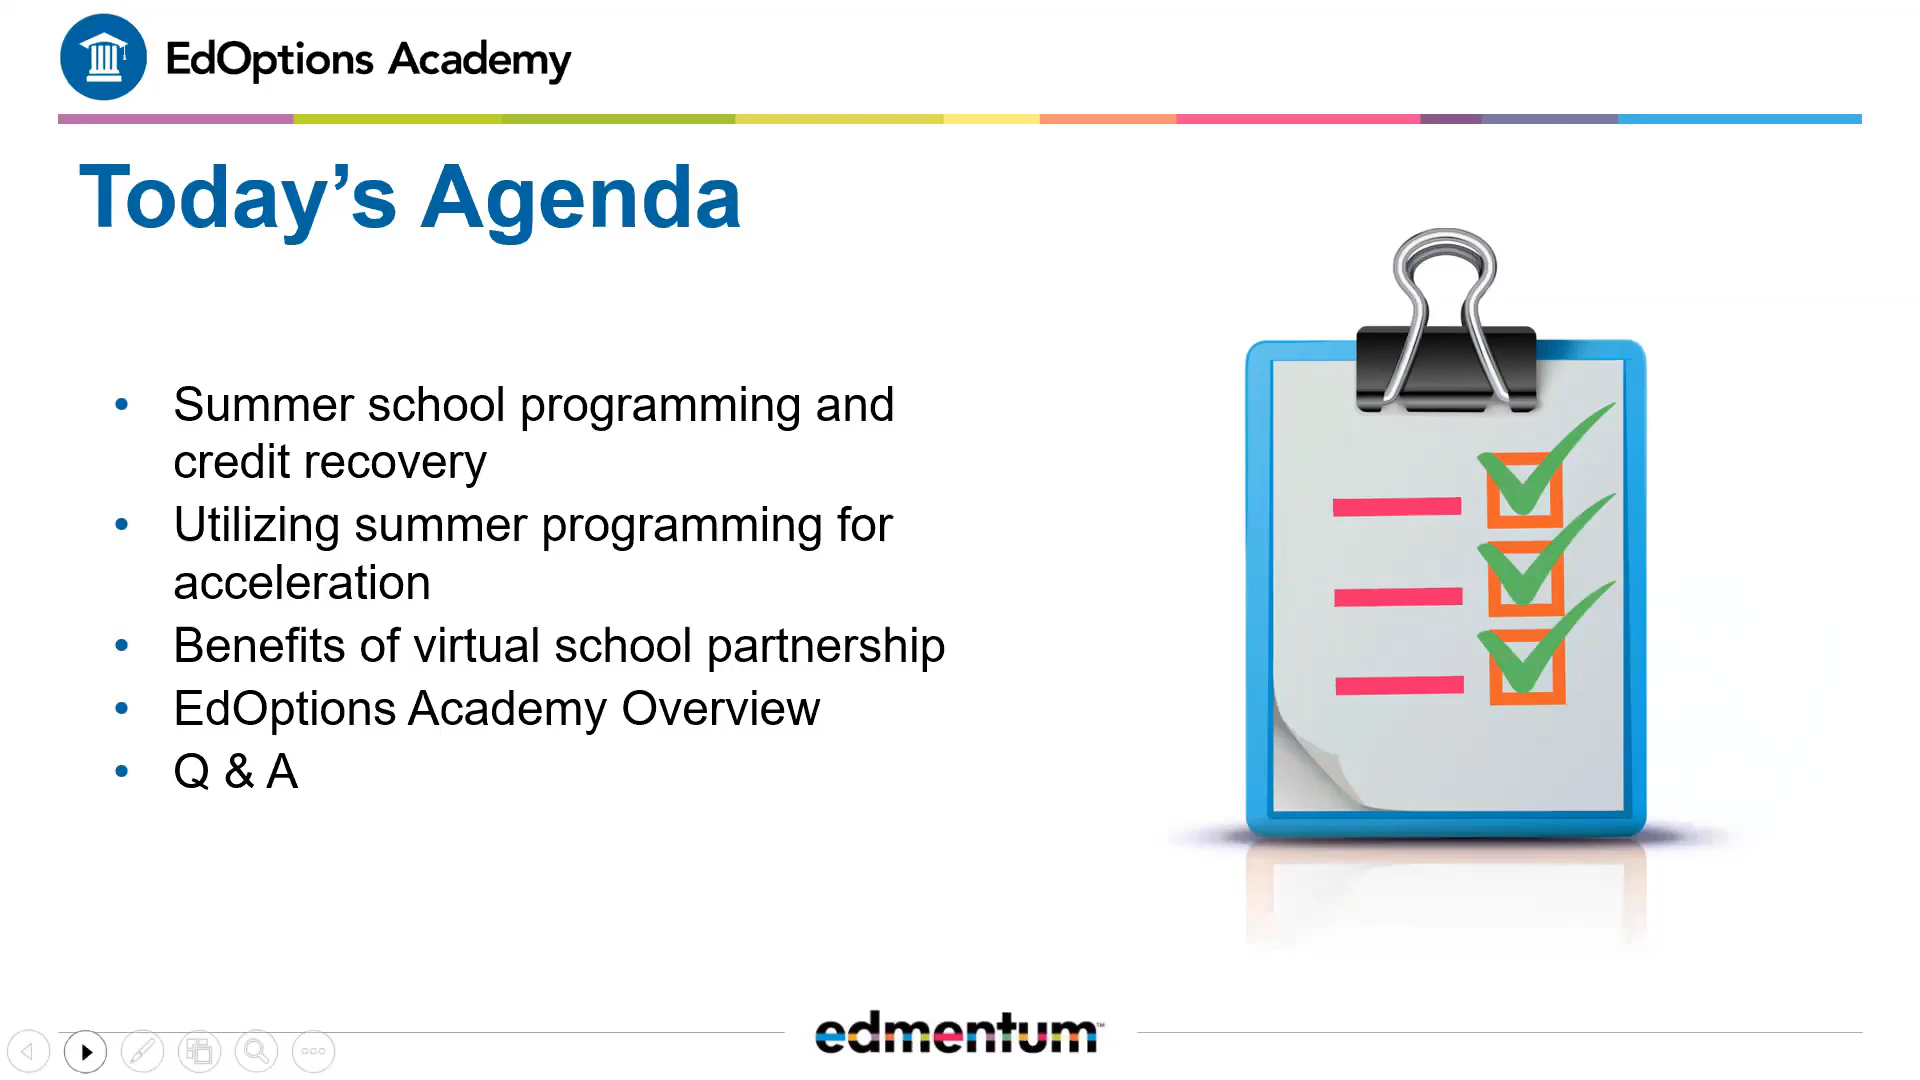 EdOptions Academy
Today’s Agenda
• Summer school programming and
credit recovery
• Utilizing summer programming for
acceleration
• Benefits of virtual school partnership
• EdOptions Academy Overview
• Q & A
edmentum™